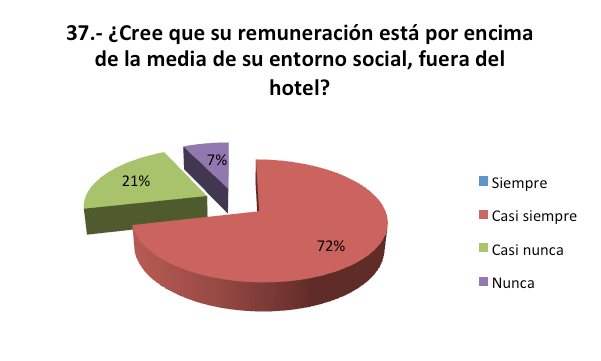 37.- ¿Cree que su remuneración está por encima
de la media de su entorno social, fuera del
hotel?
7%
21%
72%
Siempre
Casi siempre
Casi nunca
Nunca